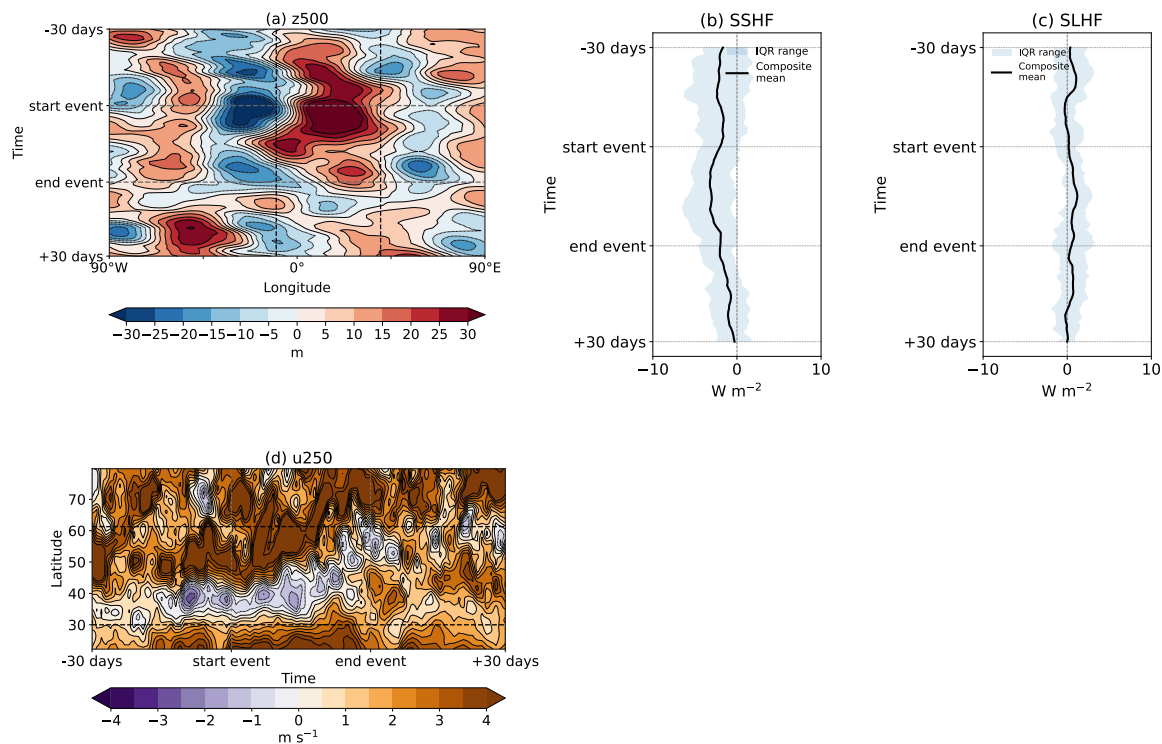 (a) z500
-30 days
start event
end event
+30 days
Time
90°W
0°
90°E
Longitude
−30 −25 −20 −15 −10 −5 0 5 10 15 20 25 30
m
(b) SSHF
IQR range
Composite
mean
-30 days
start event
end event
+30 days
Time
−10 0 10
W m⁻²
(c) SLHF
IQR range
Composite
mean
-30 days
start event
end event
+30 days
Time
−10 0 10
W m⁻²
(d) u250
70
60
50
40
30
Latitude
-30 days start event end event +30 days
Time
−4 −3 −2 −1 0 1 2 3 4
m s⁻¹